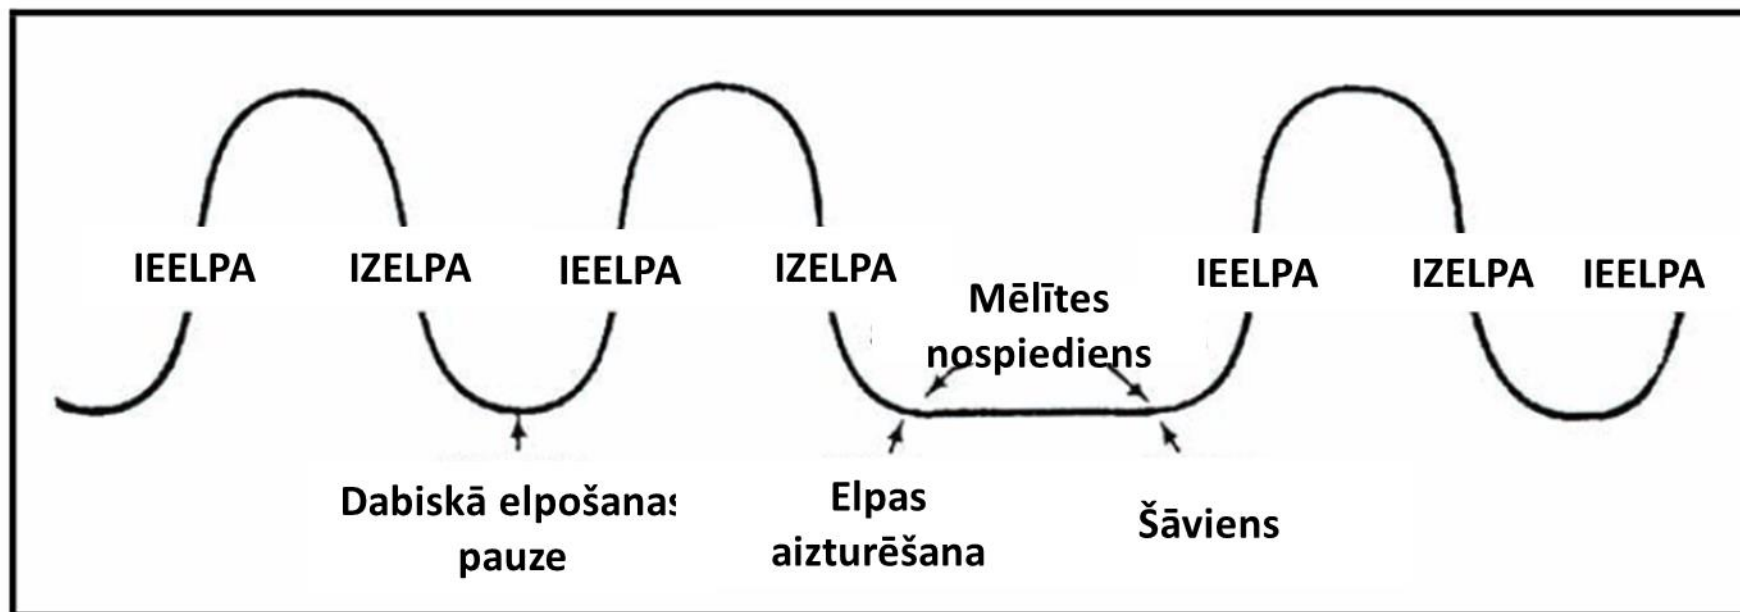 IEELPA
IZELPA
IEELPA
IZELPA
IEELPA
IZELPA
IEELPA
Mēlītes
nospiediens
Dabiskā elpošanas
pauze
Elpas
aizturēšana
Šāviens